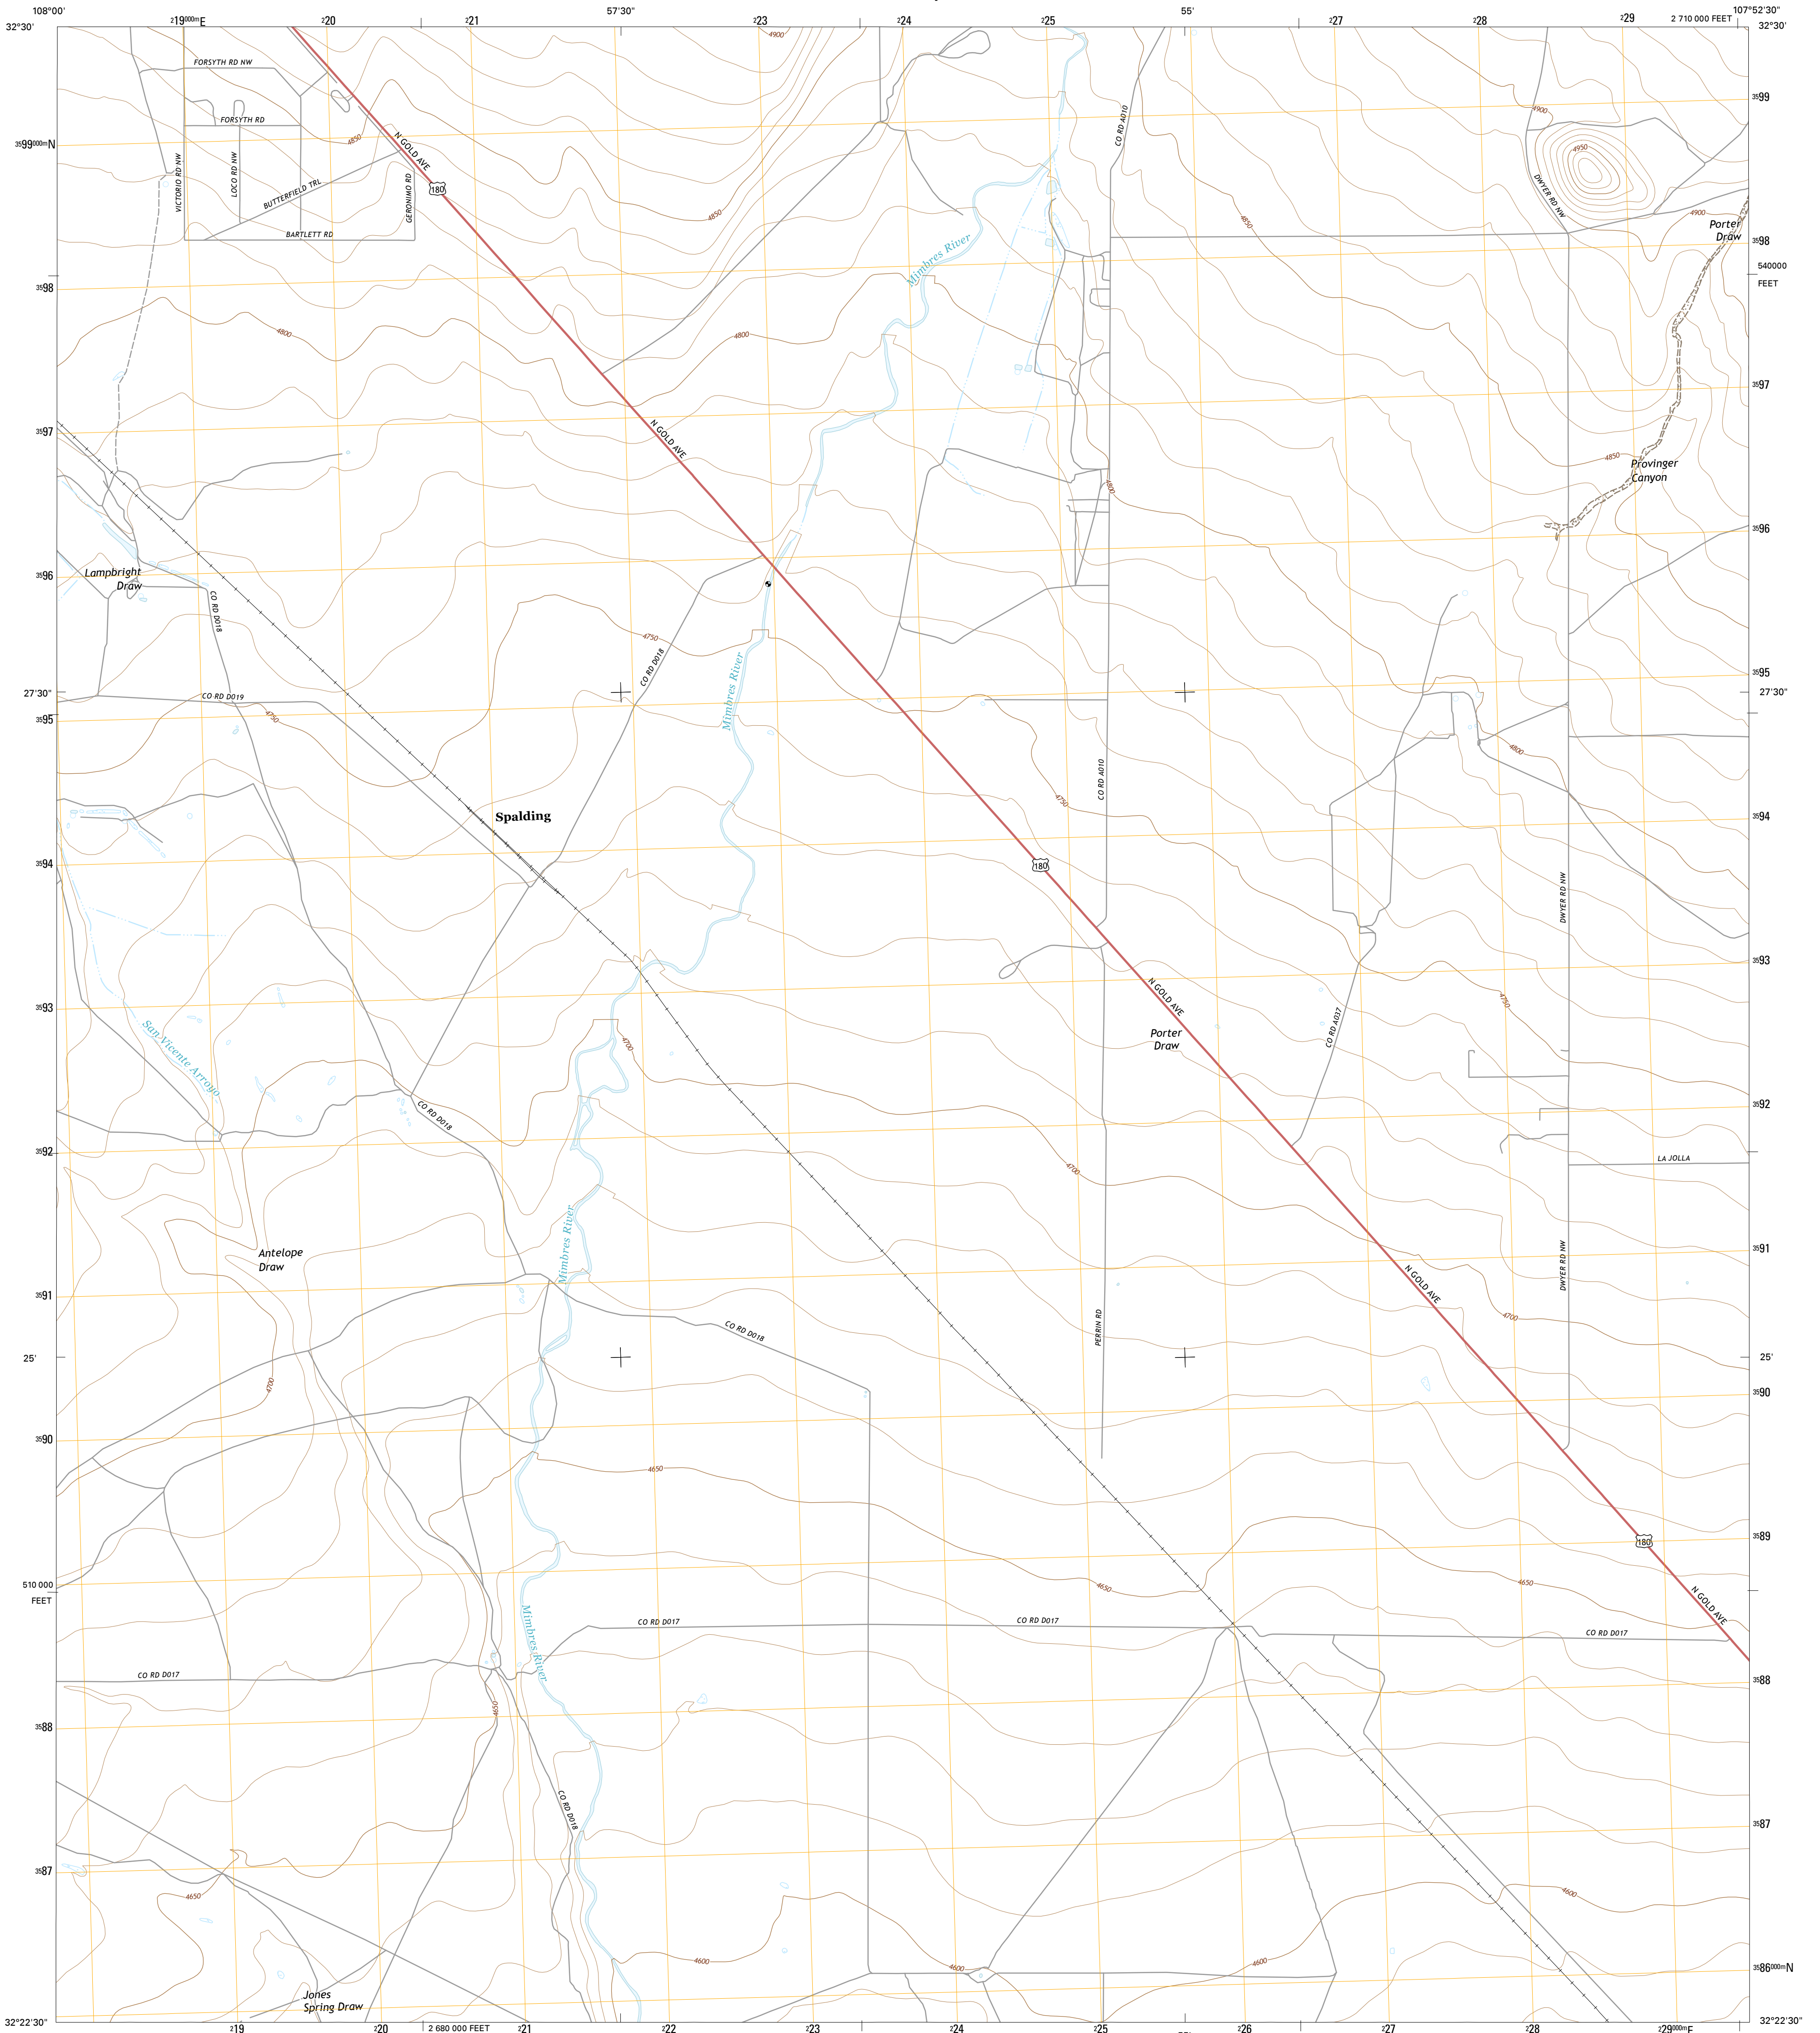 108°00'
219000mE
220
221
57'30"
223
224
225
55'
227
228
229
2 710 000 FEET
107°52'30"
32°30'
32°30'
4900
FORSYTH RD NW
FORSYTH RD
4850
N GOLD AVE
180
VICTORIO RD NW
LOCO RD NW
BUTTERFIELD TRL
GERONIMO RD
BARTLETT RD
4850
CO RD A010
4900
4950
DWYER RD NW
4850
4900
Porter
Draw
3599
3599000mN
3598
540000
FEET
3598
Mimbres River
4800
4800
3597
3597
N GOLD AVE
4850
Provinger
Canyon
4800
3596
3596
Lampbright
Draw
CO RD D018
4750
CO RD D018
Mimbres River
3595
27'30"
27'30"
CO RD D019
4750
3595
4800
CO RD A010
4750
Spalding
3594
3594
180
DWYER RD NW
3593
3593
N GOLD AVE
4750
San Vicente Arroyo
4700
Porter
Draw
CO RD A037
CO RD D018
3592
3592
4700
LA JOLLA
Mimbres River
Antelope
Draw
3591
3591
DWYER RD NW
N GOLD AVE
4700
CO RD D018
PERRIN RD
25'
25'
4700
3590
3590
4650
3589
180
510 000
FEET
4650
4650
N GOLD AVE
Mimbres River
CO RD D017
CO RD D017
CO RD D017
CO RD D017
3588
4650
3588
CO RD D018
3587
3587
4650
4600
4600
4600
4600
3586000mN
Jones
Spring Draw
32°22'30"
32°22'30"
219
220
2 680 000 FEET
221
222
223
224
225
226
227
228
229000mE